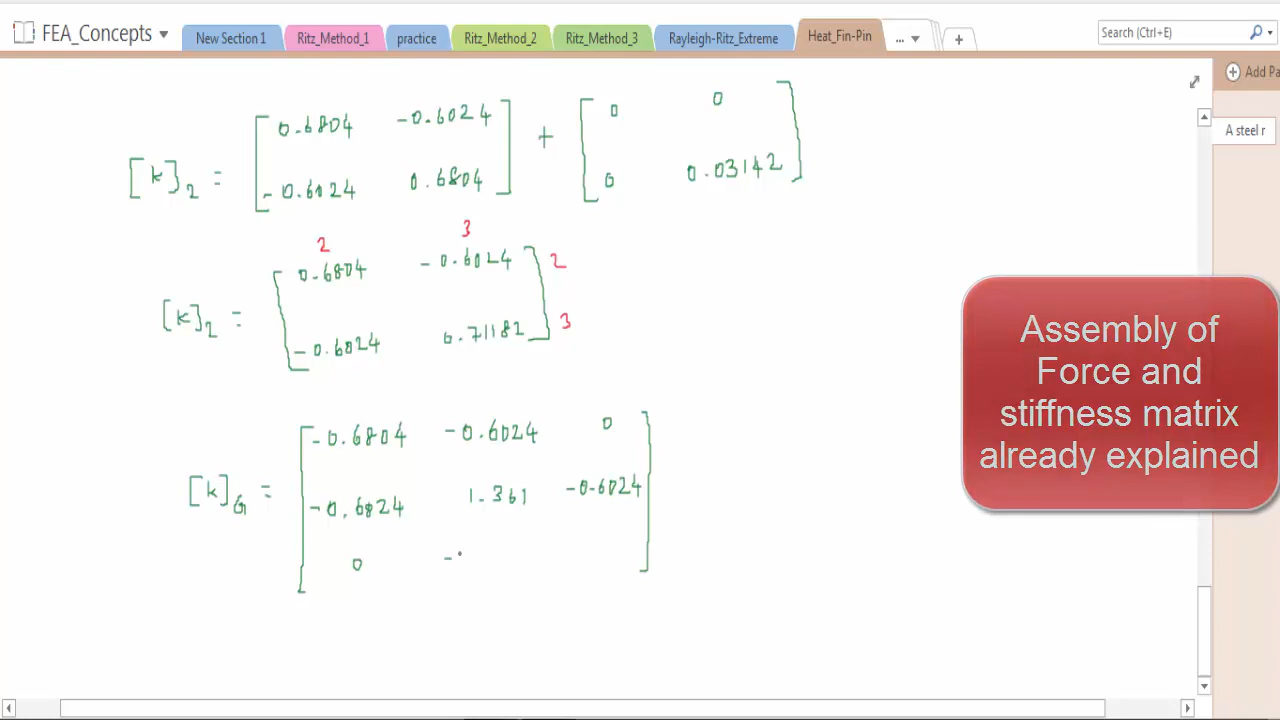 FEA_Concepts
New Section 1
Ritz_Method_1
practice
Ritz_Method_2
Ritz_Method_3
Rayleigh-Ritz_Extreme
Heat_Fin-Pin
...
+
Search (Ctrl+E)
Add Pa
A steel r
[k]2 = [ 0.6804 -0.6024 ] + [ 0 0
-0.6024 0.6804 0 0.03142 ]
2 3
[k]2 = [ 0.6804 -0.6024 ] 2
-0.6024 0.71182 3
[k]G = [ -0.6804 -0.6024 0
-0.6024 1.361 -0.6024
0 -
Assembly of
Force and
stiffness matrix
already explained